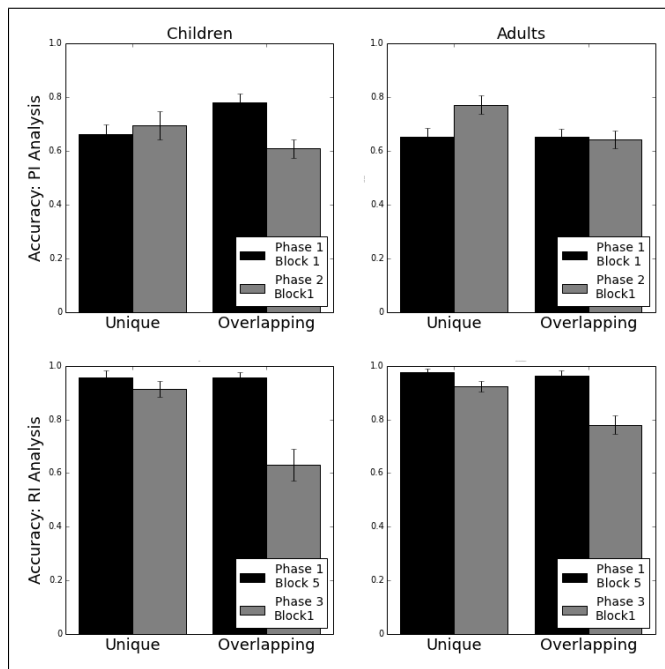 Children
Adults
Accuracy: PI Analysis
1.0
0.8
0.6
0.4
0.2
0
Phase 1
Block 1
Phase 2
Block1
Unique
Overlapping
1.0
0.8
0.6
0.4
0.2
0
Phase 1
Block 1
Phase 2
Block1
Unique
Overlapping
Accuracy: RI Analysis
1.0
0.8
0.6
0.4
0.2
0
Phase 1
Block 5
Phase 3
Block1
Unique
Overlapping
1.0
0.8
0.6
0.4
0.2
0
Phase 1
Block 5
Phase 3
Block1
Unique
Overlapping